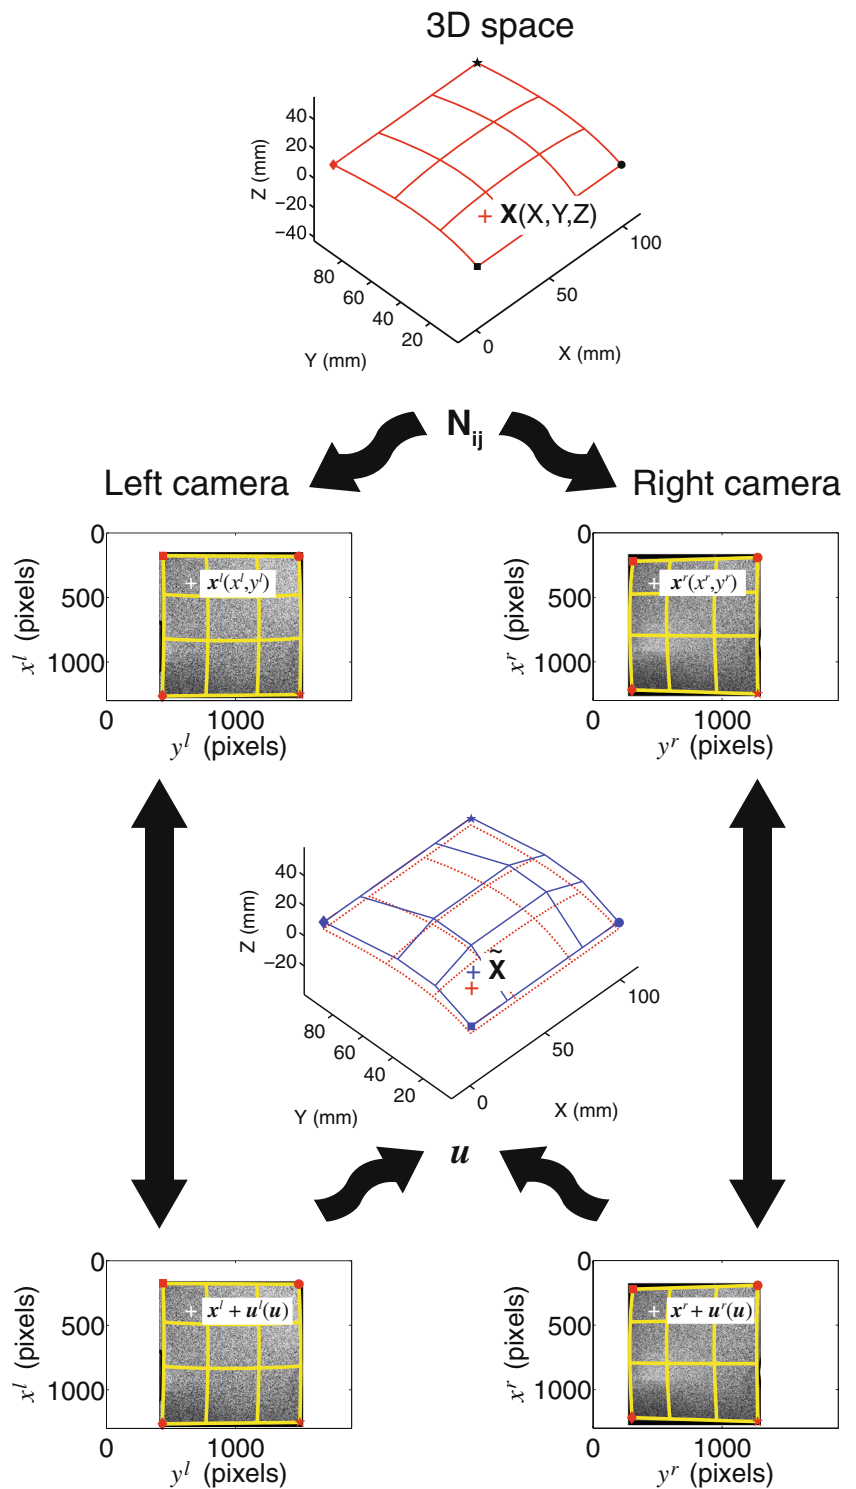 3D space
Z (mm)
40
20
0
−20
−40
X(X,Y,Z)
80
60
40
20
Y (mm)
0
50
100
X (mm)
N_ij
Left camera
Right camera
x^l (pixels)
0
500
1000
x^l(x^l,y^l)
0
1000
y^l (pixels)
x^r (pixels)
0
500
1000
x^r(x^r,y^r)
0
1000
y^r (pixels)
Z (mm)
40
20
0
−20
X̃
80
60
40
20
Y (mm)
0
50
100
X (mm)
u
x^l (pixels)
0
500
1000
x^l + u^l(u)
0
1000
y^l (pixels)
x^r (pixels)
0
500
1000
x^r + u^r(u)
0
1000
y^r (pixels)